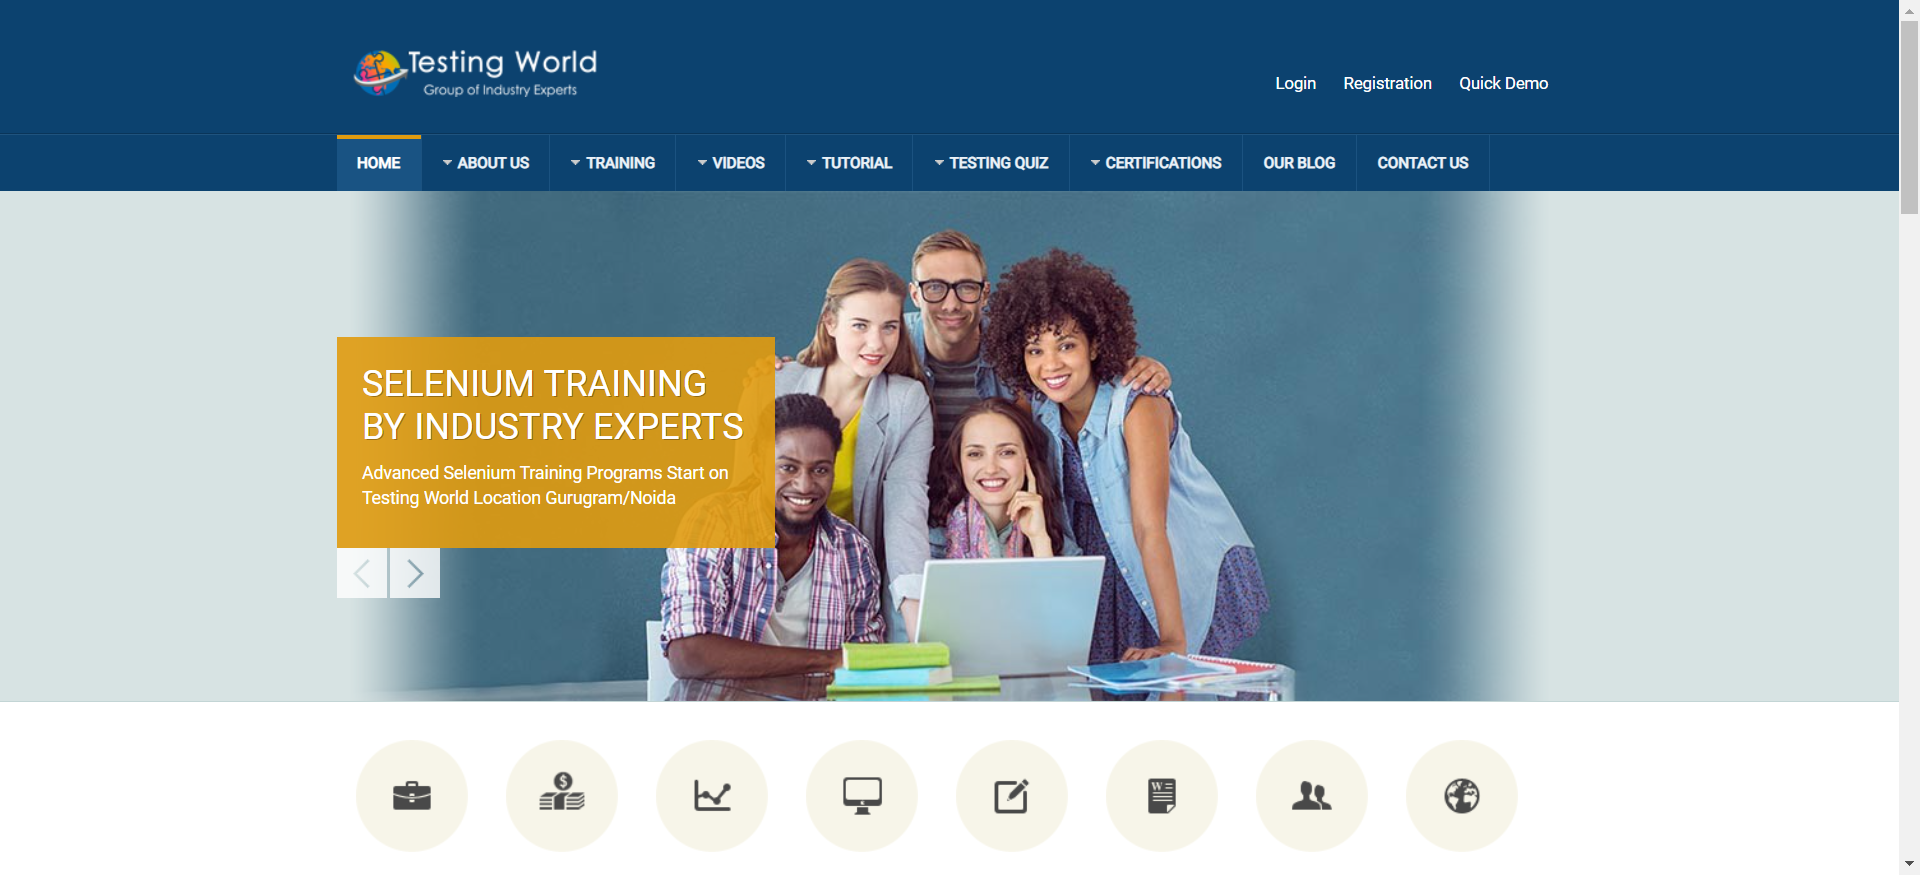 Testing World
Group of Industry Experts
Login Registration Quick Demo
HOME ABOUT US TRAINING VIDEOS TUTORIAL TESTING QUIZ CERTIFICATIONS OUR BLOG CONTACT US
SELENIUM TRAINING
BY INDUSTRY EXPERTS
Advanced Selenium Training Programs Start on
Testing World Location Gurugram/Noida
$
W